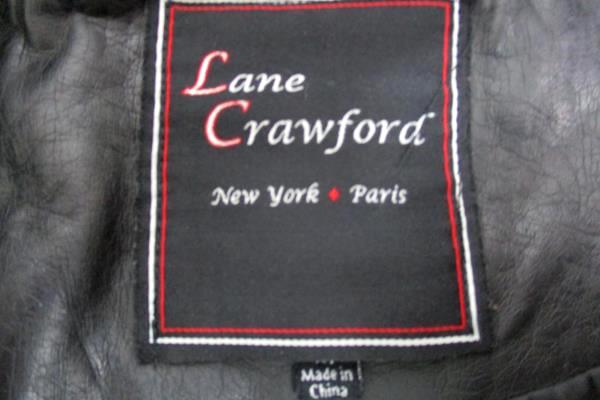 Lane
Crawford
New York ♦ Paris
Made in
China